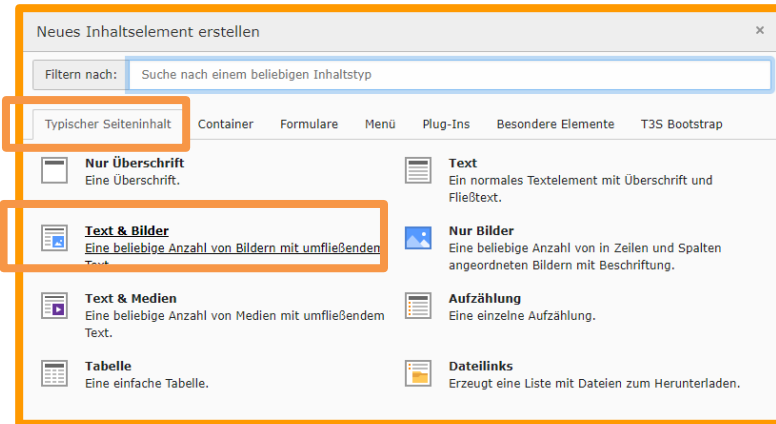 Neues Inhaltselement erstellen ×
Filtern nach: Suche nach einem beliebigen Inhaltstyp
Typischer Seiteninhalt Container Formulare Menü Plug-Ins Besondere Elemente T3S Bootstrap
Nur Überschrift
Eine Überschrift.
Text
Ein normales Textelement mit Überschrift und
Fließtext.
Text & Bilder
Eine beliebige Anzahl von Bildern mit umfließendem
Text.
Nur Bilder
Eine beliebige Anzahl von in Zeilen und Spalten
angeordneten Bildern mit Beschriftung.
Text & Medien
Eine beliebige Anzahl von Medien mit umfließendem
Text.
Aufzählung
Eine einzelne Aufzählung.
Tabelle
Eine einfache Tabelle.
Dateilinks
Erzeugt eine Liste mit Dateien zum Herunterladen.